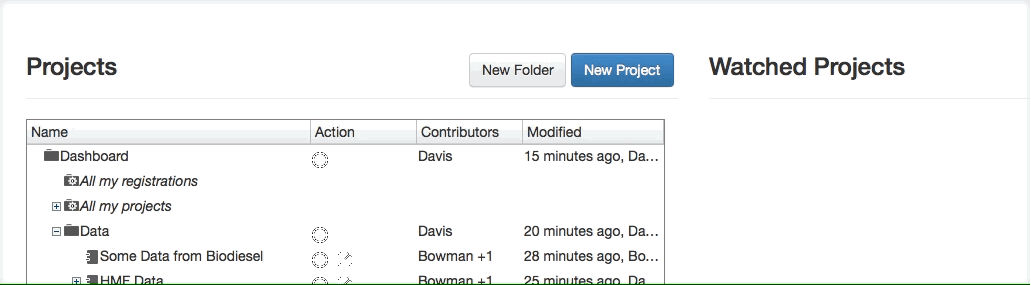 Projects New Folder New Project Watched Projects
Name Action Contributors Modified
Dashboard Davis 15 minutes ago, Da...
All my registrations
All my projects
Data Davis 20 minutes ago, Da...
Some Data from Biodiesel Bowman +1 28 minutes ago, Bo...
HMF Data Bowman +1 25 minutes ago, Da...